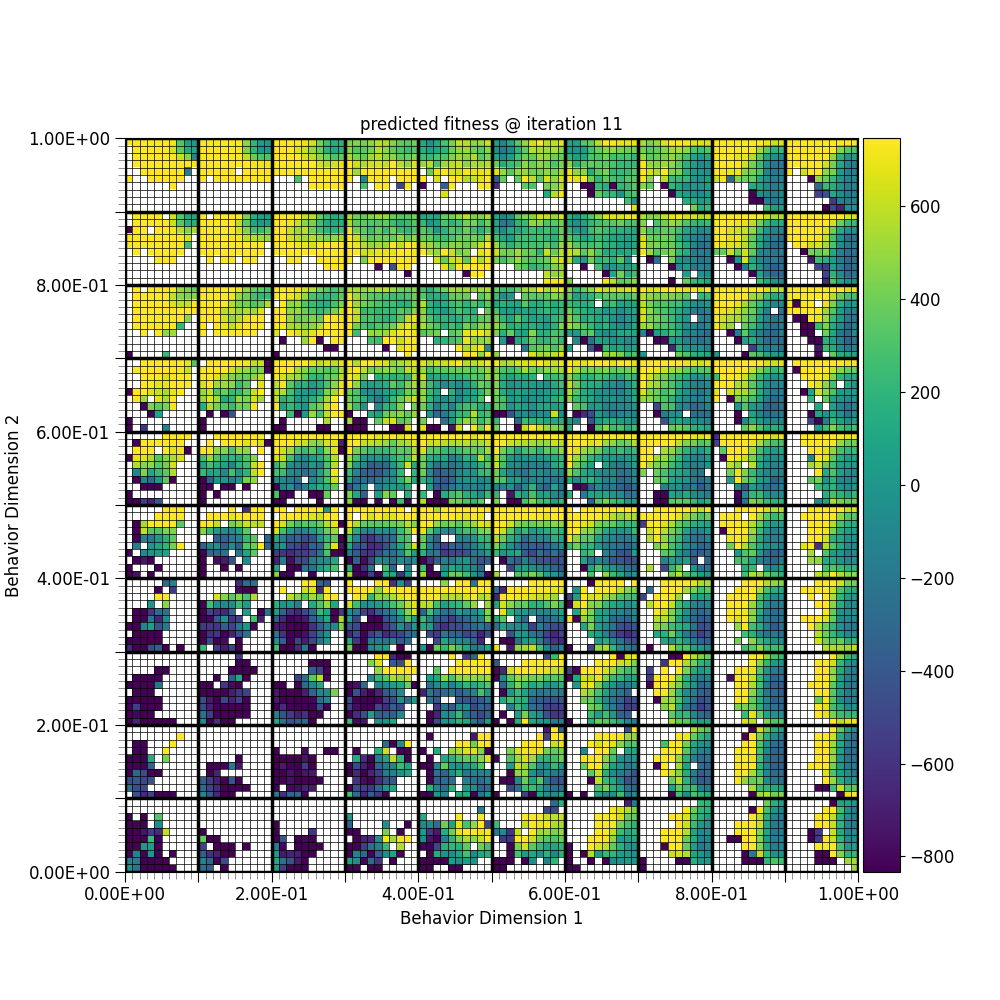 predicted fitness @ iteration 11
1.00E+00
8.00E-01
6.00E-01
4.00E-01
2.00E-01
0.00E+00
Behavior Dimension 2
0.00E+00 2.00E-01 4.00E-01 6.00E-01 8.00E-01 1.00E+00
Behavior Dimension 1
600
400
200
0
−200
−400
−600
−800